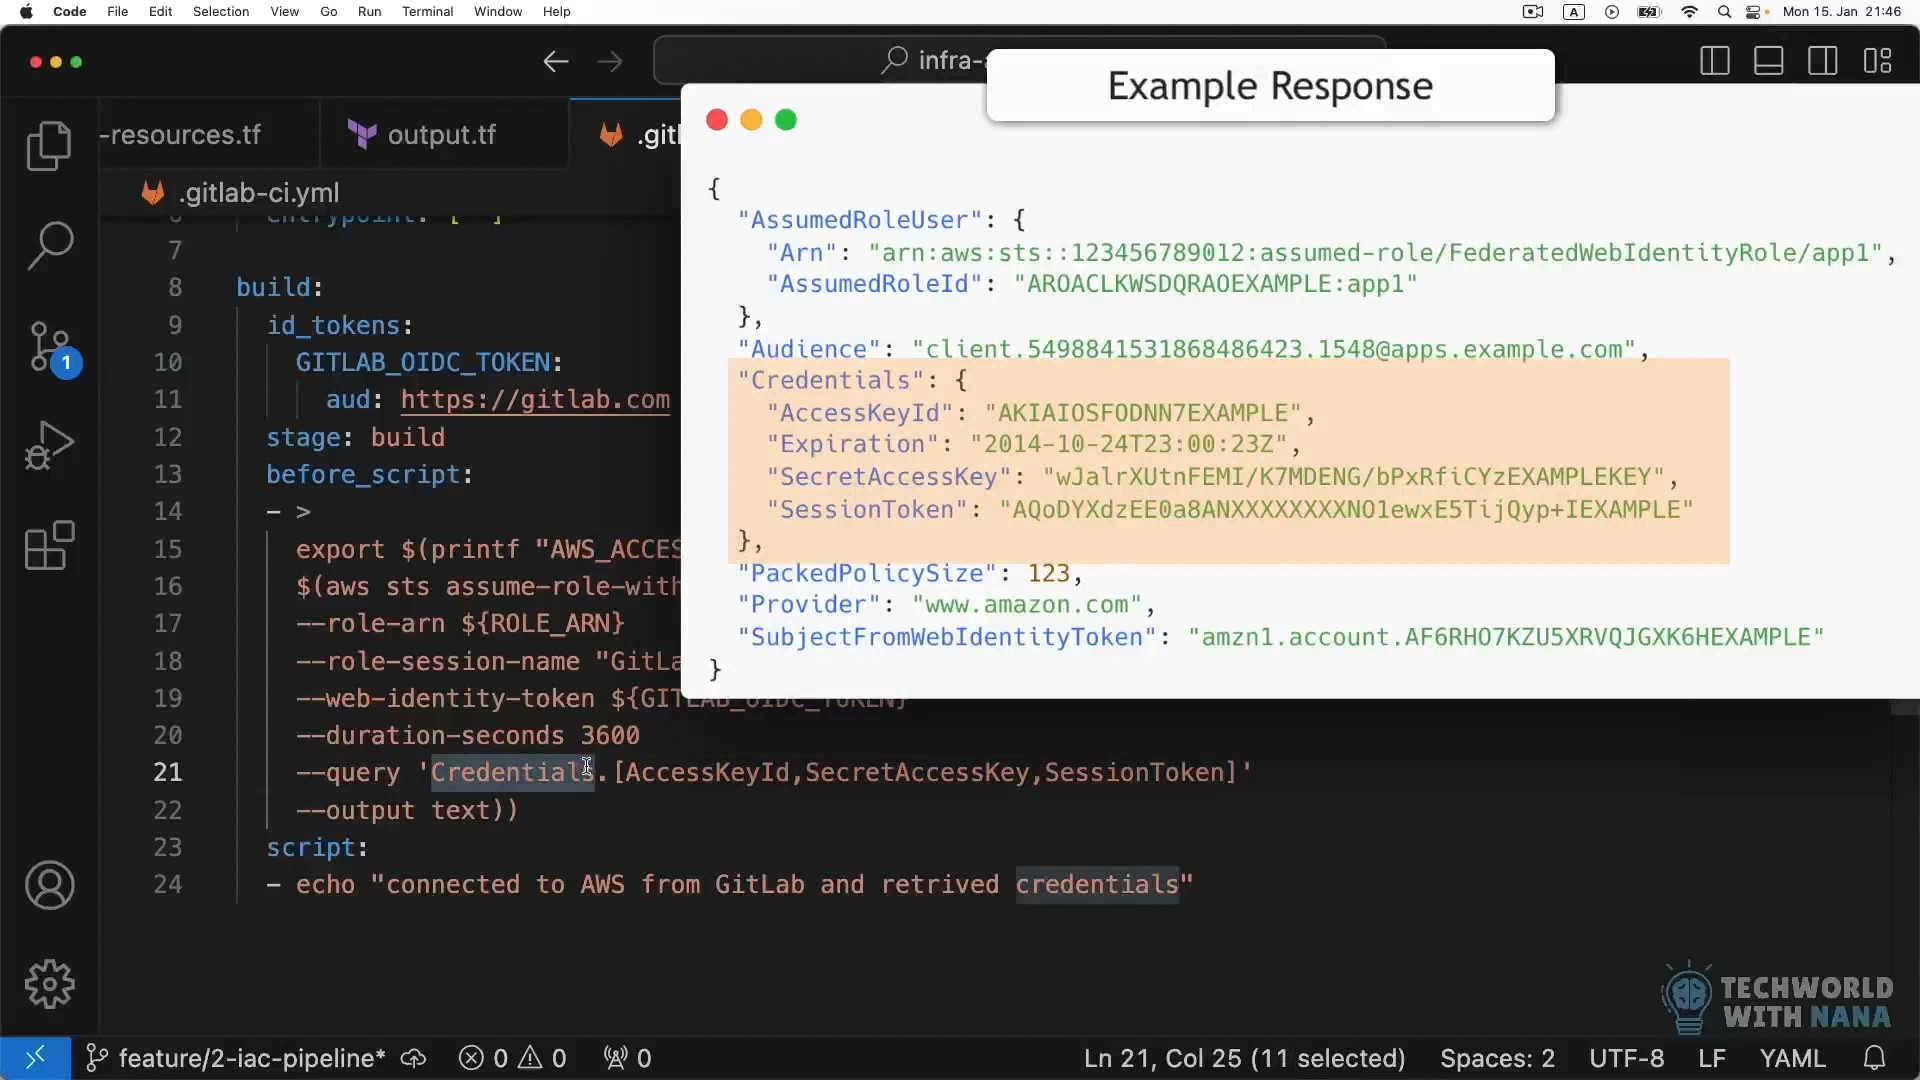 Code File Edit Selection View Go Run Terminal Window Help
A
Mon 15. Jan 21:46
infra-
Example Response
-resources.tf
output.tf
.gitl
.gitlab-ci.yml
{
"AssumedRoleUser": {
"Arn": "arn:aws:sts::123456789012:assumed-role/FederatedWebIdentityRole/app1",
"AssumedRoleId": "AROACLKWSDQRAOEXAMPLE:app1"
},
"Audience": "client.5498841531868486423.1548@apps.example.com",
"Credentials": {
"AccessKeyId": "AKIAIOSFODNN7EXAMPLE",
"Expiration": "2014-10-24T23:00:23Z",
"SecretAccessKey": "wJalrXUtnFEMI/K7MDENG/bPxRfiCYzEXAMPLEKEY",
"SessionToken": "AQoDYXdzEE0a8ANXXXXXXXXNO1ewxE5TijQyp+IEXAMPLE"
},
"PackedPolicySize": 123,
"Provider": "www.amazon.com",
"SubjectFromWebIdentityToken": "amzn1.account.AF6RHO7KZU5XRVQJGXK6HEXAMPLE"
}
6 entrypoint: [""]
7
8 build:
9 id_tokens:
10 GITLAB_OIDC_TOKEN:
11 aud: https://gitlab.com
12 stage: build
13 before_script:
14 - >
15 export $(printf "AWS_ACCES
16 $(aws sts assume-role-with
17 --role-arn ${ROLE_ARN}
18 --role-session-name "GitLa
19 --web-identity-token ${GITLAB_OIDC_TOKEN}
20 --duration-seconds 3600
21 --query 'Credentials.[AccessKeyId,SecretAccessKey,SessionToken]'
22 --output text))
23 script:
24 - echo "connected to AWS from GitLab and retrived credentials"
1
TECHWORLD
WITH NANA
feature/2-iac-pipeline* 0 0 0 Ln 21, Col 25 (11 selected) Spaces: 2 UTF-8 LF YAML